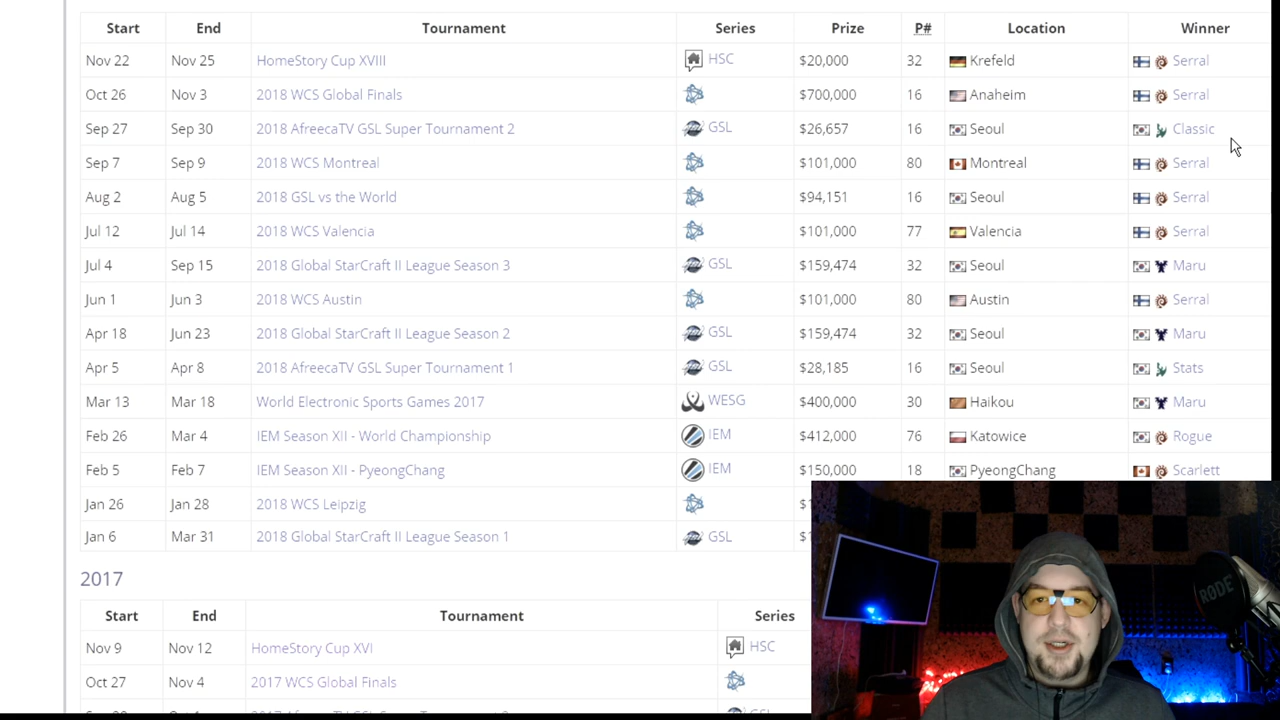 Start End Tournament Series Prize P# Location Winner
Nov 22 Nov 25 HomeStory Cup XVIII HSC $20,000 32 Krefeld Serral
Oct 26 Nov 3 2018 WCS Global Finals $700,000 16 Anaheim Serral
Sep 27 Sep 30 2018 AfreecaTV GSL Super Tournament 2 GSL $26,657 16 Seoul Classic
Sep 7 Sep 9 2018 WCS Montreal $101,000 80 Montreal Serral
Aug 2 Aug 5 2018 GSL vs the World $94,151 16 Seoul Serral
Jul 12 Jul 14 2018 WCS Valencia $101,000 77 Valencia Serral
Jul 4 Sep 15 2018 Global StarCraft II League Season 3 GSL $159,474 32 Seoul Maru
Jun 1 Jun 3 2018 WCS Austin $101,000 80 Austin Serral
Apr 18 Jun 23 2018 Global StarCraft II League Season 2 GSL $159,474 32 Seoul Maru
Apr 5 Apr 8 2018 AfreecaTV GSL Super Tournament 1 GSL $28,185 16 Seoul Stats
Mar 13 Mar 18 World Electronic Sports Games 2017 WESG $400,000 30 Haikou Maru
Feb 26 Mar 4 IEM Season XII - World Championship IEM $412,000 76 Katowice Rogue
Feb 5 Feb 7 IEM Season XII - PyeongChang IEM $150,000 18 PyeongChang Scarlett
Jan 26 Jan 28 2018 WCS Leipzig
Jan 6 Mar 31 2018 Global StarCraft II League Season 1 GSL
2017
Start End Tournament Series
Nov 9 Nov 12 HomeStory Cup XVI HSC
Oct 27 Nov 4 2017 WCS Global Finals
RØDE